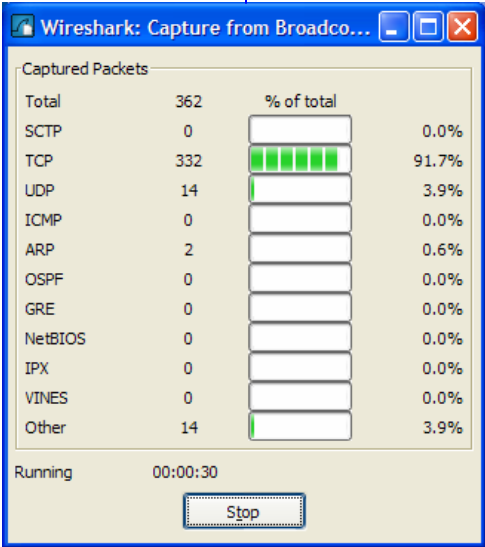 Wireshark: Capture from Broadco...
Captured Packets
Total 362 % of total
SCTP 0 0.0%
TCP 332 91.7%
UDP 14 3.9%
ICMP 0 0.0%
ARP 2 0.6%
OSPF 0 0.0%
GRE 0 0.0%
NetBIOS 0 0.0%
IPX 0 0.0%
VINES 0 0.0%
Other 14 3.9%
Running 00:00:30
Stop